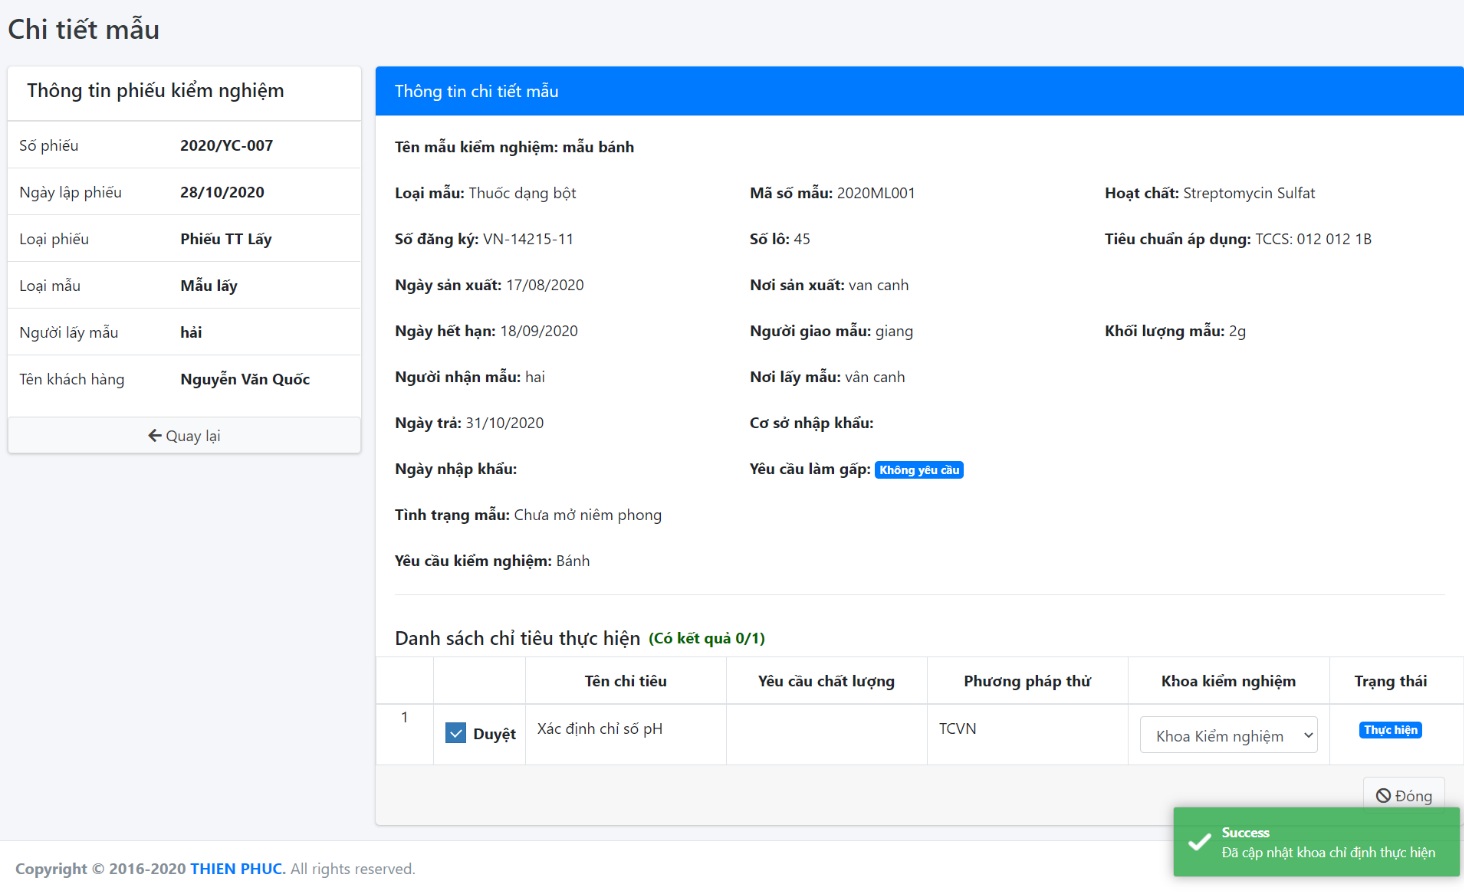 Chi tiết mẫu
Thông tin phiếu kiểm nghiệm
Số phiếu 2020/YC-007
Ngày lập phiếu 28/10/2020
Loại phiếu Phiếu TT Lấy
Loại mẫu Mẫu lấy
Người lấy mẫu hải
Tên khách hàng Nguyễn Văn Quốc
Quay lại
Thông tin chi tiết mẫu
Tên mẫu kiểm nghiệm: mẫu bánh
Loại mẫu: Thuốc dạng bột Mã số mẫu: 2020ML001 Hoạt chất: Streptomycin Sulfat
Số đăng ký: VN-14215-11 Số lô: 45 Tiêu chuẩn áp dụng: TCCS: 012 012 1B
Ngày sản xuất: 17/08/2020 Nơi sản xuất: van canh
Ngày hết hạn: 18/09/2020 Người giao mẫu: giang Khối lượng mẫu: 2g
Người nhận mẫu: hai Nơi lấy mẫu: vân canh
Ngày trả: 31/10/2020 Cơ sở nhập khẩu:
Ngày nhập khẩu: Yêu cầu làm gấp: Không yêu cầu
Tình trạng mẫu: Chưa mở niêm phong
Yêu cầu kiểm nghiệm: Bánh
Danh sách chỉ tiêu thực hiện (Có kết quả 0/1)
Tên chỉ tiêu Yêu cầu chất lượng Phương pháp thử Khoa kiểm nghiệm Trạng thái
1 Duyệt Xác định chỉ số pH TCVN Khoa Kiểm nghiệm Thực hiện
Đóng
Success
Đã cập nhật khoa chỉ định thực hiện
Copyright © 2016-2020 THIEN PHUC. All rights reserved.